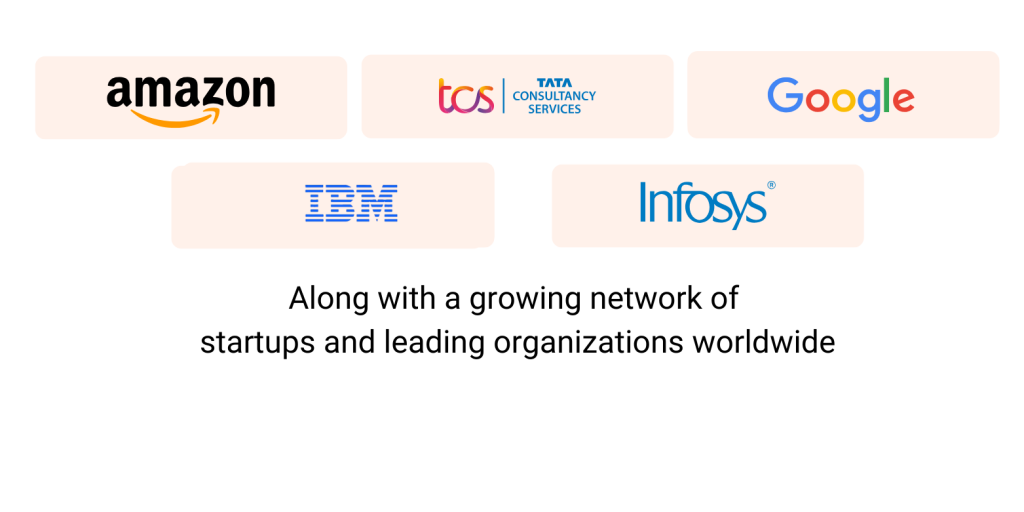 amazon
tcs TATA
CONSULTANCY
SERVICES
Google
IBM
Infosys®
Along with a growing network of
startups and leading organizations worldwide